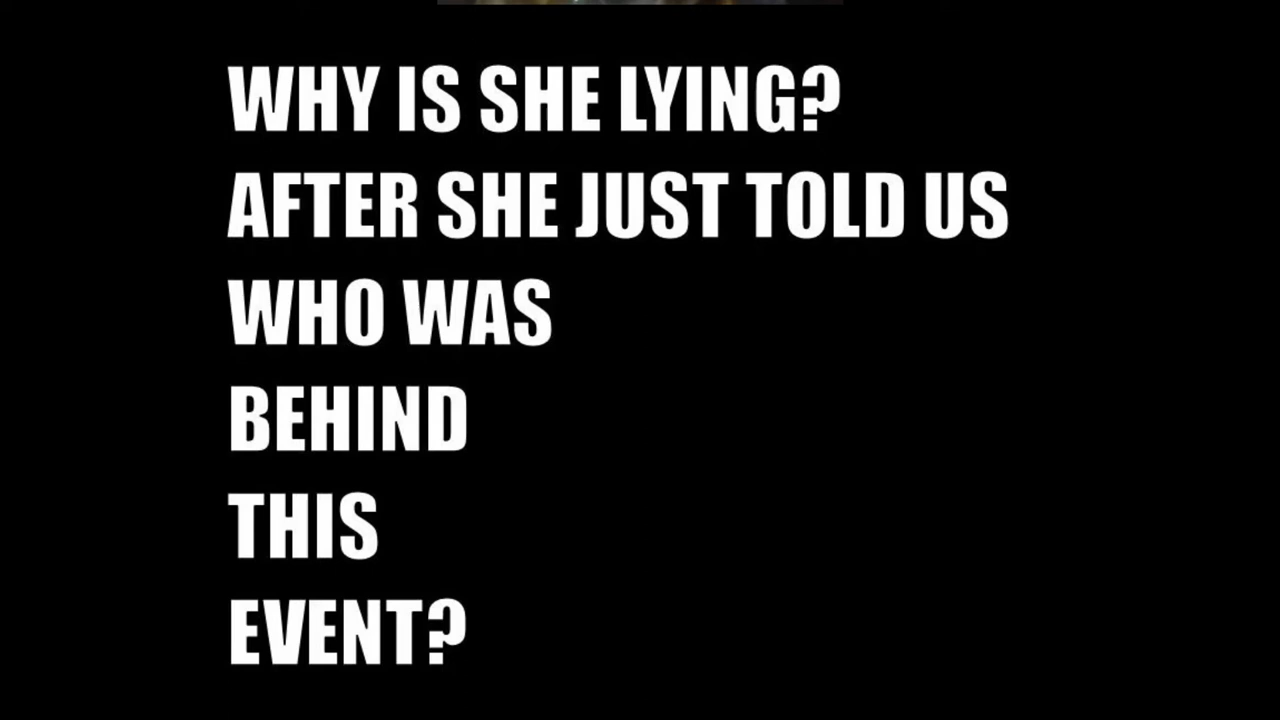 WHY IS SHE LYING?
AFTER SHE JUST TOLD US
WHO WAS
BEHIND
THIS
EVENT?